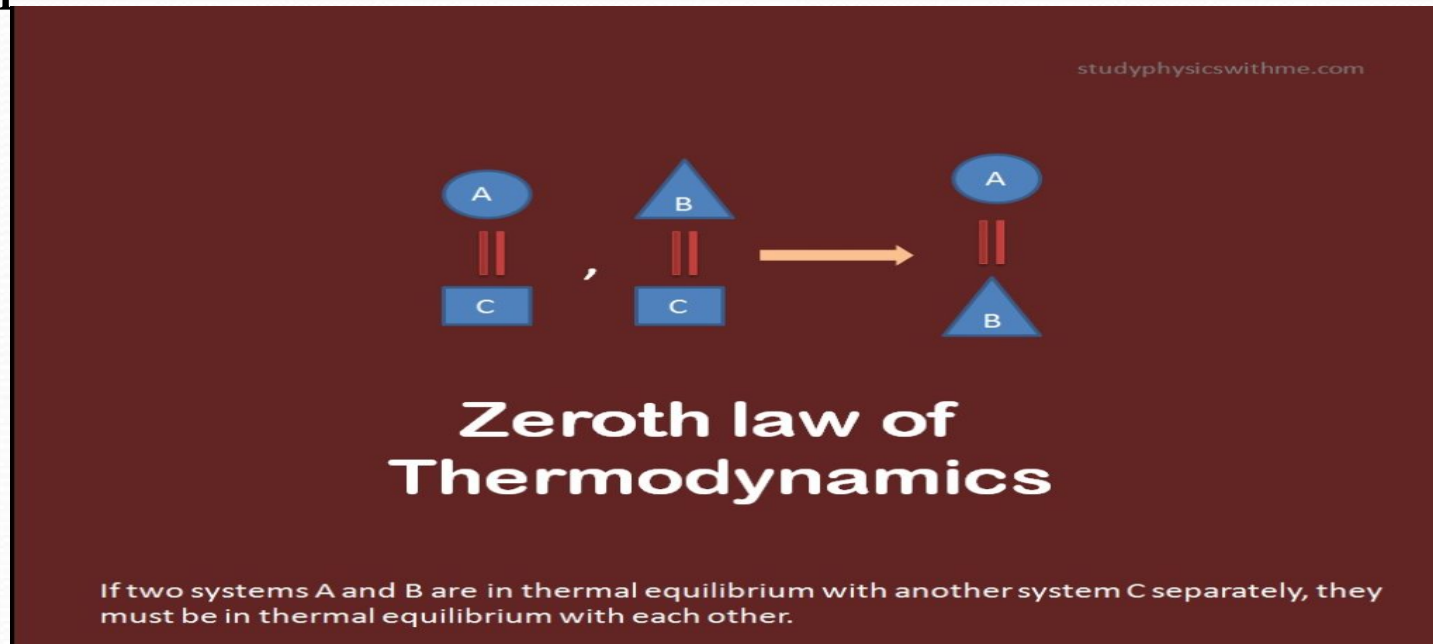 studyphysicswithme.com
A
B
A
,
C
C
B
Zeroth law of
Thermodynamics
If two systems A and B are in thermal equilibrium with another system C separately, they
must be in thermal equilibrium with each other.